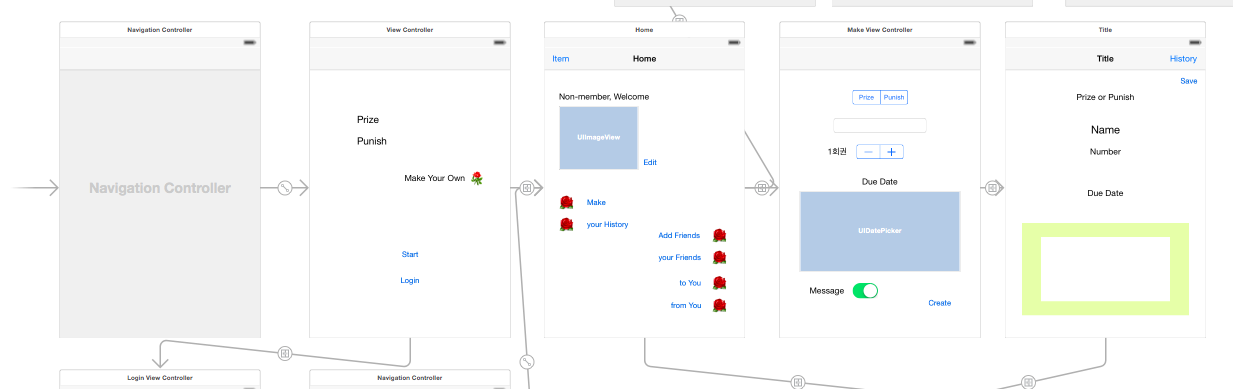 Navigation Controller
Navigation Controller
View Controller
Prize
Punish
Make Your Own
Start
Login
Home
Item
Home
Non-member, Welcome
UIImageView
Edit
Make
your History
Add Friends
your Friends
to You
from You
Make View Controller
Prize Punish
1회권
Due Date
UIDatePicker
Message
Create
Title
Title
History
Save
Prize or Punish
Name
Number
Due Date
Login View Controller
Navigation Controller